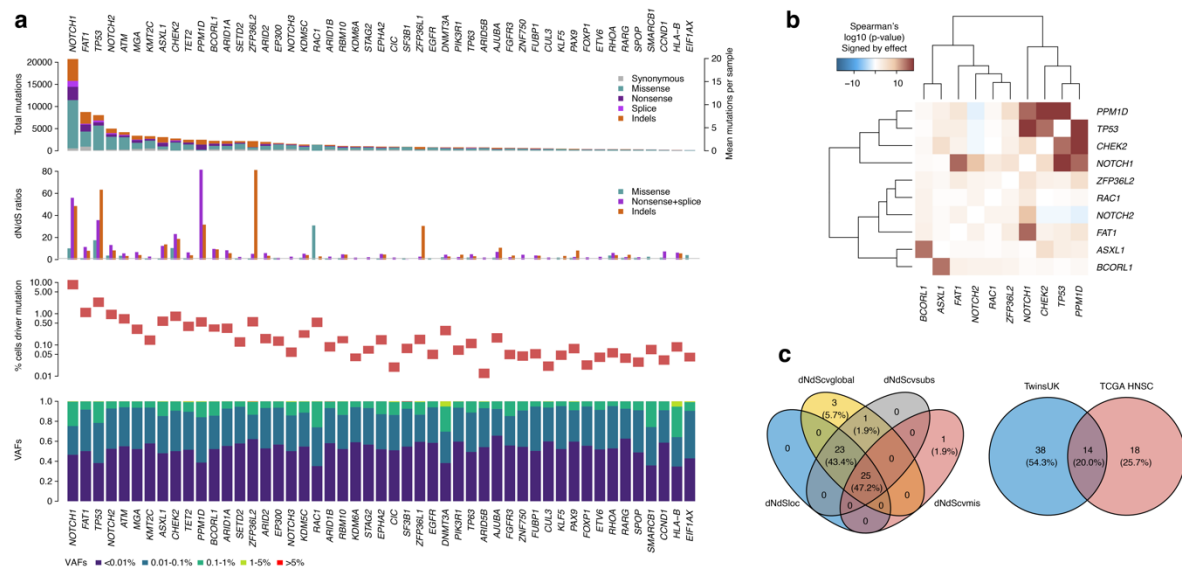 a
NOTCH1 FAT1 TP53 NOTCH2 ATM MGA KMT2C ASXL1 CHEK2 TET2 PPM1D BCORL1 ARID1A SETD2 ZFP36L2 ARID2 EP300 NOTCH3 KDM5C RAC1 ARID1B RBM10 KDM6A STAG2 EPHA2 CIC SF3B1 ZFP36L1 EGFR DNMT3A PIK3R1 TP63 ARID5B AJUBA FGFR3 ZNF750 FUBP1 CUL3 KLF5 PAX9 FOXP1 ETV6 RHOA RARG SPOP SMARCB1 CCND1 HLA-B EIF1AX
Total mutations
20000
15000
10000
5000
0
Synonymous
Missense
Nonsense
Splice
Indels
20
15
10
5
0
Mean mutations per sample
dN/dS ratios
80
60
40
20
0
Missense
Nonsense+splice
Indels
% cells driver mutation
10.00
5.00
1.00
0.50
0.10
0.05
0.01
VAFs
1.0
0.8
0.6
0.4
0.2
0
NOTCH1 FAT1 TP53 NOTCH2 ATM MGA KMT2C ASXL1 CHEK2 TET2 PPM1D BCORL1 ARID1A SETD2 ZFP36L2 ARID2 EP300 NOTCH3 KDM5C RAC1 ARID1B RBM10 KDM6A STAG2 EPHA2 CIC SF3B1 ZFP36L1 EGFR DNMT3A PIK3R1 TP63 ARID5B AJUBA FGFR3 ZNF750 FUBP1 CUL3 KLF5 PAX9 FOXP1 ETV6 RHOA RARG SPOP SMARCB1 CCND1 HLA-B EIF1AX
VAFs <0.01% 0.01-0.1% 0.1-1% 1-5% >5%
b
Spearman's
log10 (p-value)
Signed by effect
−10 0 10
PPM1D
TP53
CHEK2
NOTCH1
ZFP36L2
RAC1
NOTCH2
FAT1
ASXL1
BCORL1
BCORL1 ASXL1 FAT1 NOTCH2 RAC1 ZFP36L2 NOTCH1 CHEK2 TP53 PPM1D
c
dNdScvglobal dNdScvsubs
3
(5.7%)
1
(1.9%)
0
0
0
0
1
(1.9%)
23
(43.4%)
0
25
(47.2%)
0
0
0
0
0
dNdSloc
dNdScvmis
TwinsUK TCGA HNSC
38
(54.3%)
14
(20.0%)
18
(25.7%)